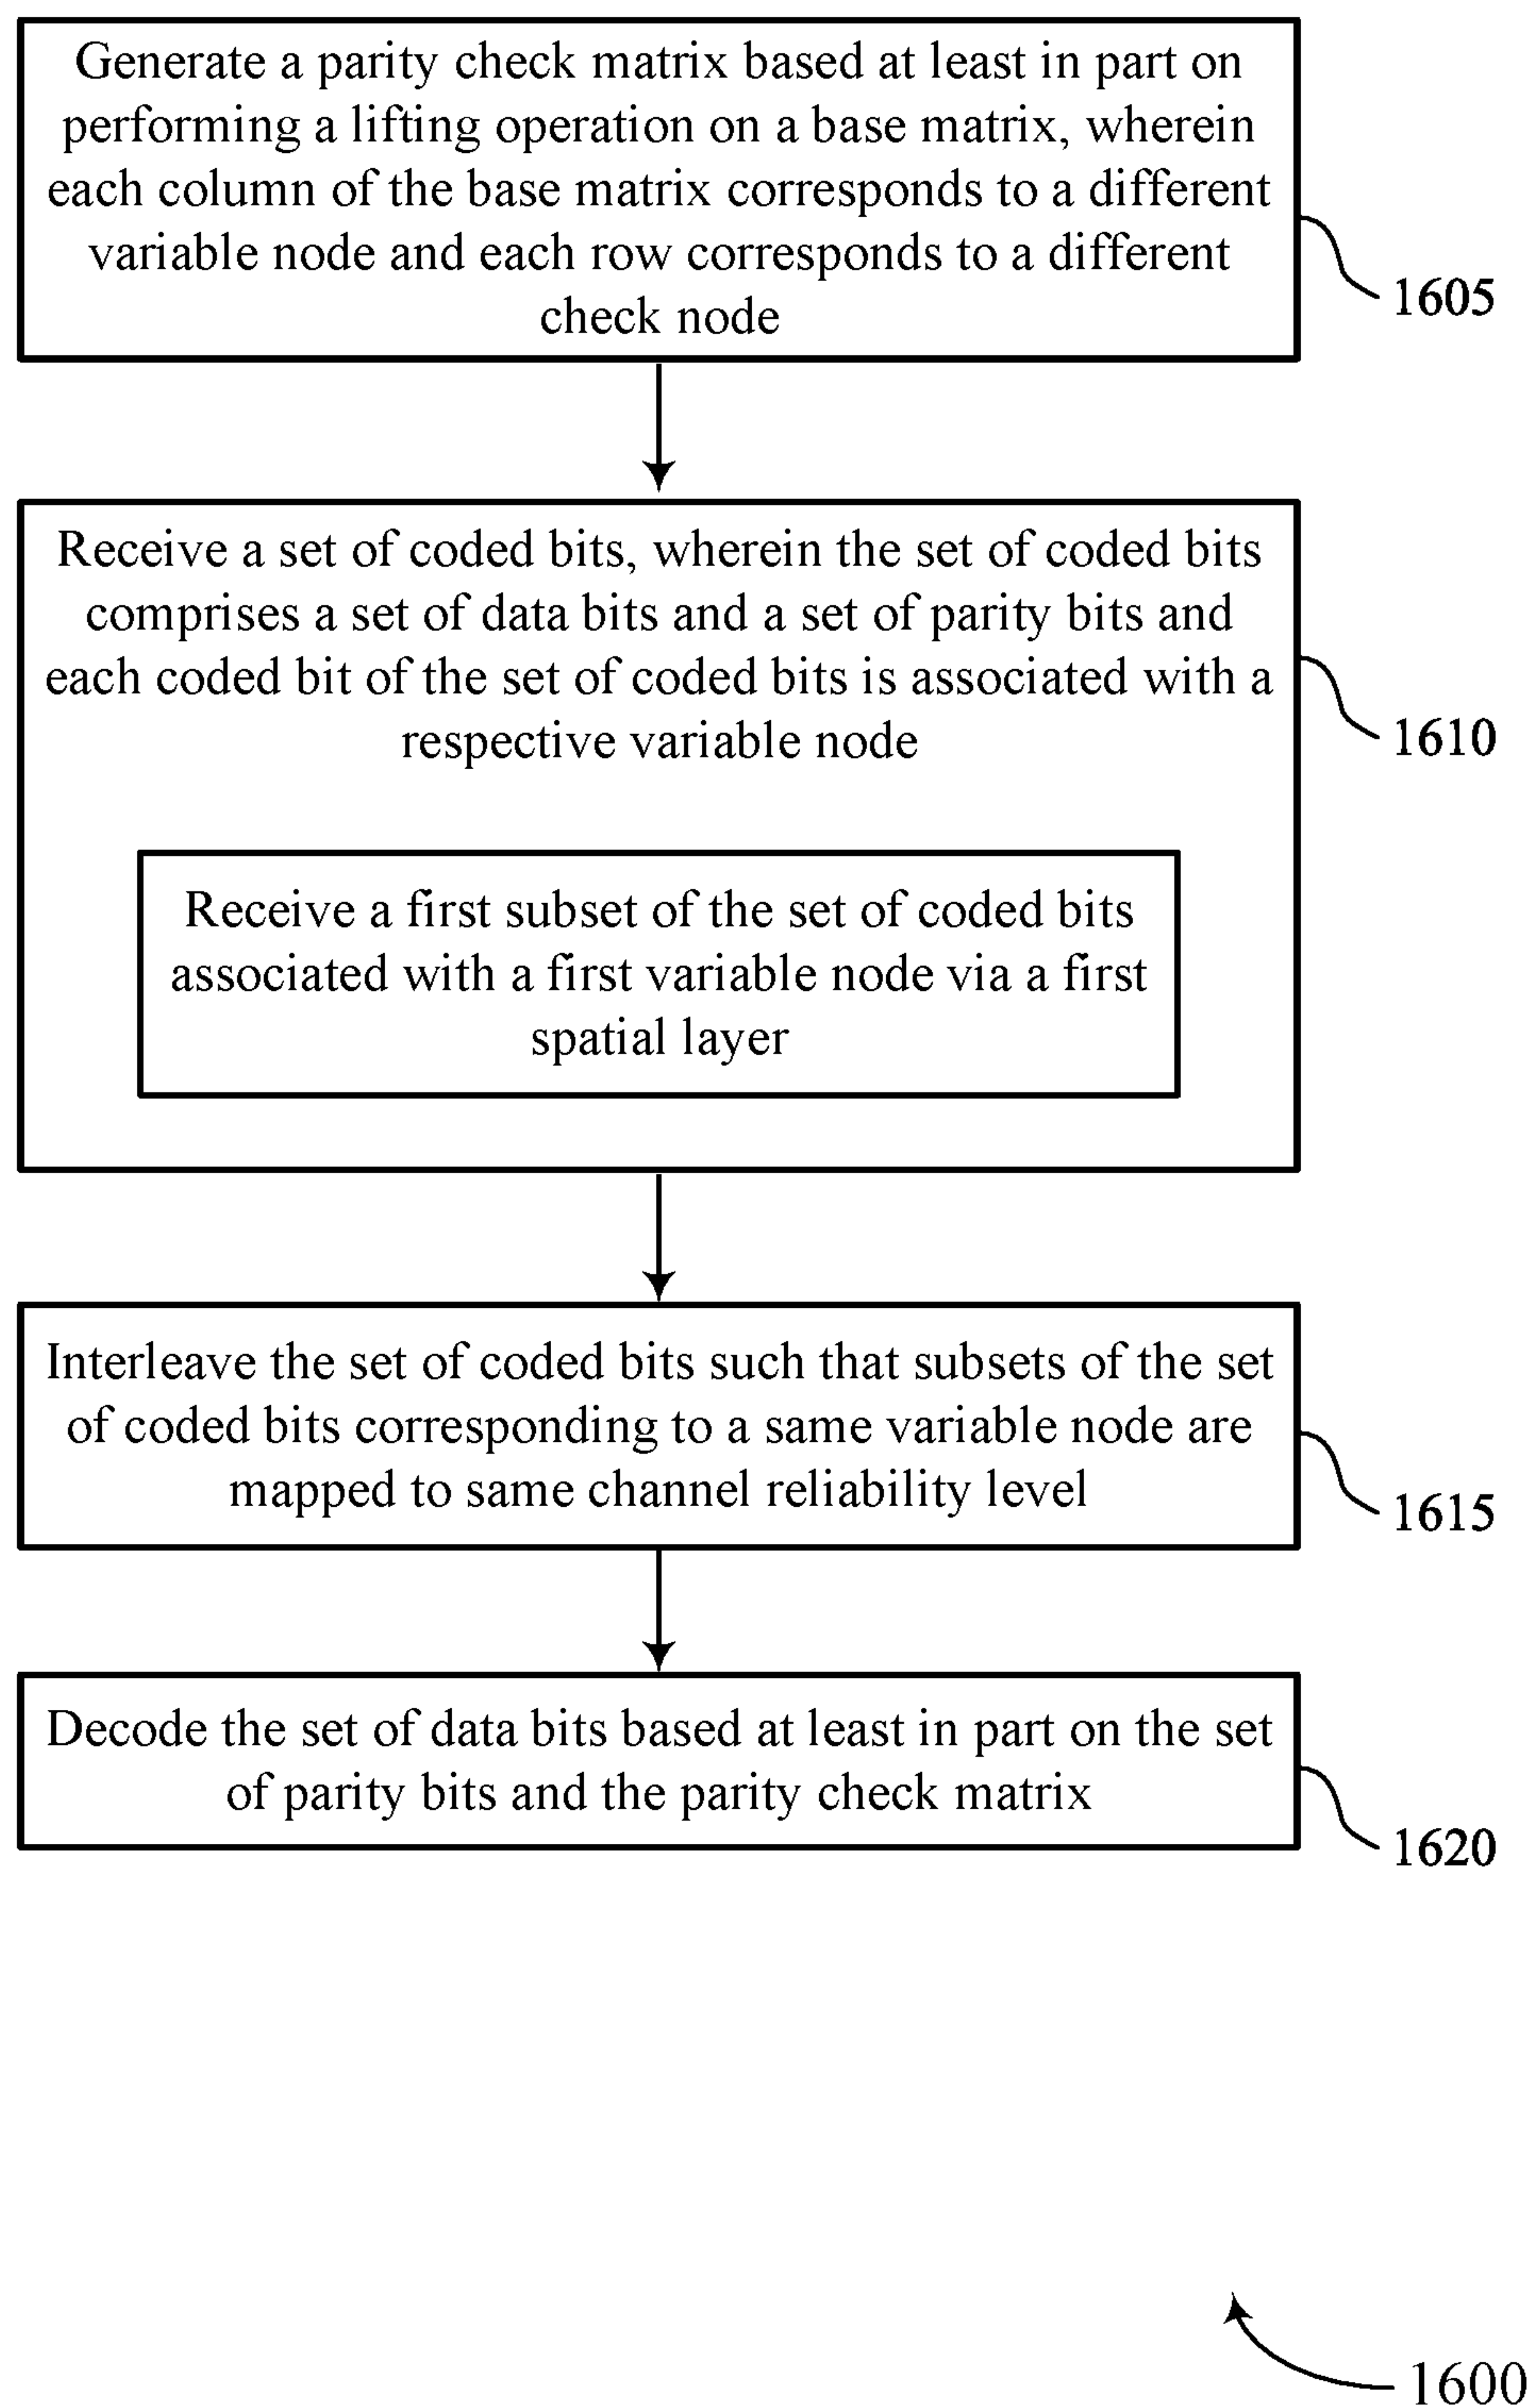 Generate a parity check matrix based at least in part on
performing a lifting operation on a base matrix, wherein
each column of the base matrix corresponds to a different
variable node and each row corresponds to a different
check node
1605
Receive a set of coded bits, wherein the set of coded bits
comprises a set of data bits and a set of parity bits and
each coded bit of the set of coded bits is associated with a
respective variable node
1610
Receive a first subset of the set of coded bits
associated with a first variable node via a first
spatial layer
Interleave the set of coded bits such that subsets of the set
of coded bits corresponding to a same variable node are
mapped to same channel reliability level
1615
Decode the set of data bits based at least in part on the set
of parity bits and the parity check matrix
1620
1600